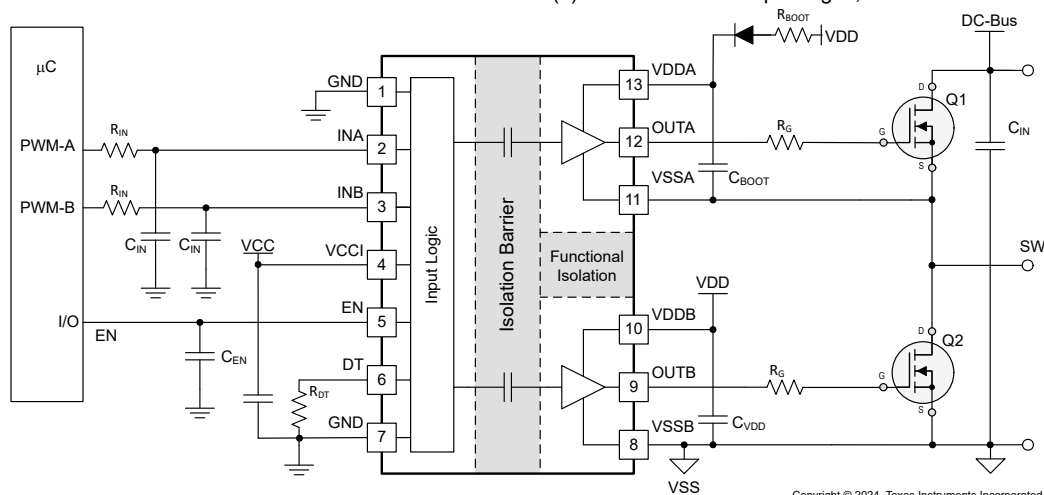 R_BOOT
VDD
DC-Bus
µC
PWM-A
PWM-B
I/O
EN
R_IN
R_IN
C_IN
C_IN
VCC
C_EN
R_DT
GND
1
INA
2
INB
3
VCCI
4
EN
5
DT
6
GND
7
Input Logic
Isolation Barrier
Functional
Isolation
13
VDDA
12
OUTA
11
VSSA
C_BOOT
R_G
D
G
S
Q1
C_IN
SW
VDD
10
VDDB
9
OUTB
8
VSSB
C_VDD
VSS
R_G
D
G
S
Q2
Copyright © 2024, Texas Instruments Incorporated